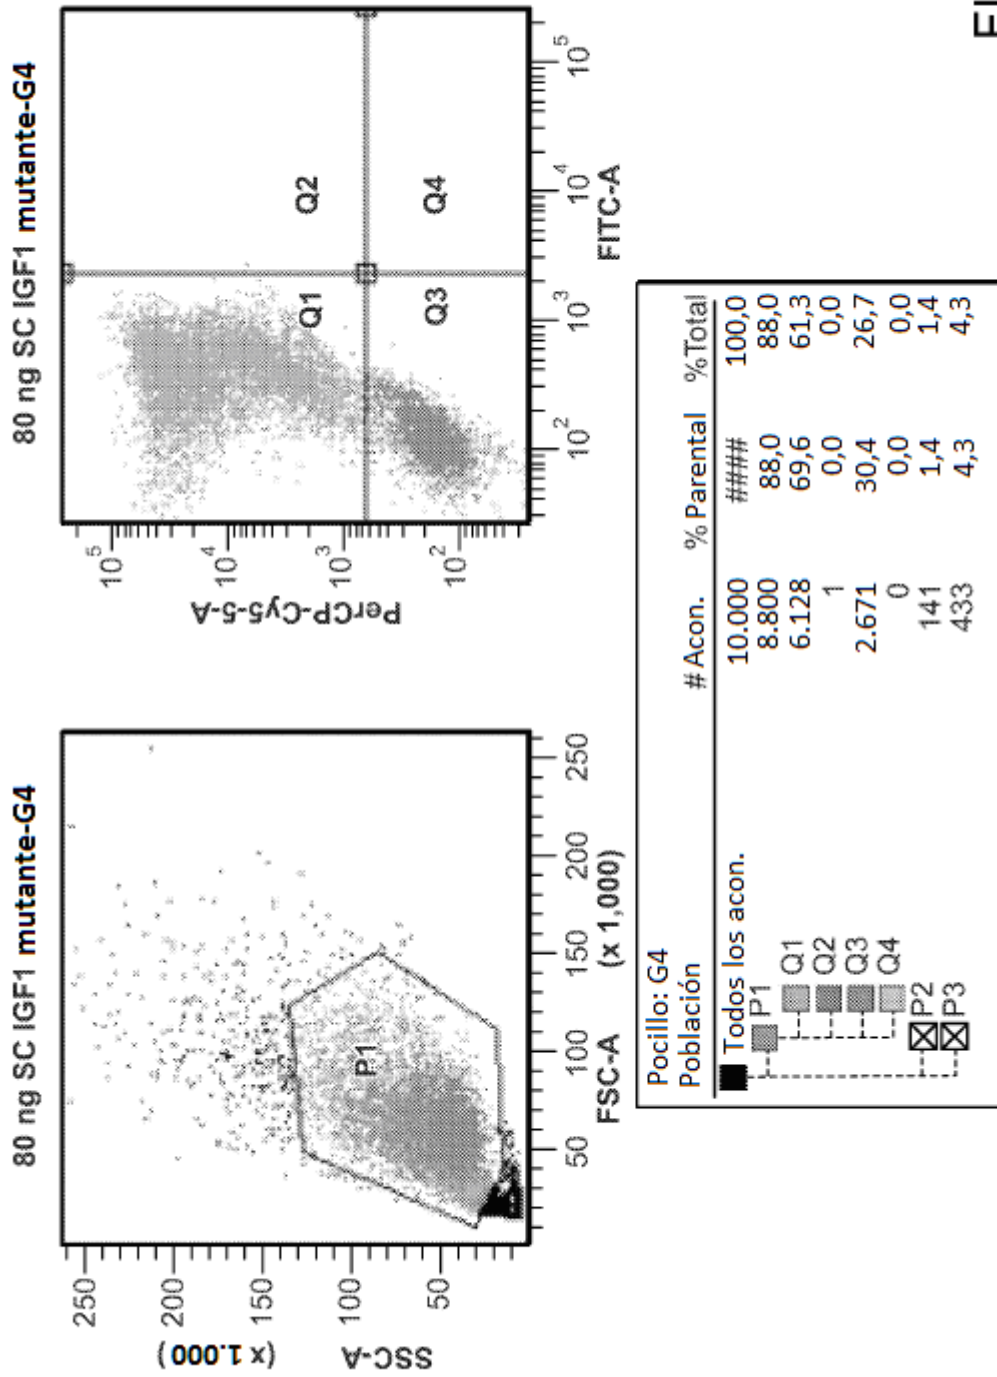 80 ng SC IGF1 mutante-G4
SSC-A
(x 1.000)
250
200
150
100
50
P1
50 100 150 200 250
FSC-A (x 1,000)
80 ng SC IGF1 mutante-G4
PerCP-Cy5-5-A
10^5
10^4
10^3
10^2
Q1 Q2
Q3 Q4
10^2 10^3 10^4 10^5
FITC-A
Pocillo: G4
Población # Acon. % Parental %Total
Todos los acon. 10.000 #### 100,0
P1 8.800 88,0 88,0
Q1 6.128 69,6 61,3
Q2 1 0,0 0,0
Q3 2.671 30,4 26,7
Q4 0 0,0 0,0
P2 141 1,4 1,4
P3 433 4,3 4,3